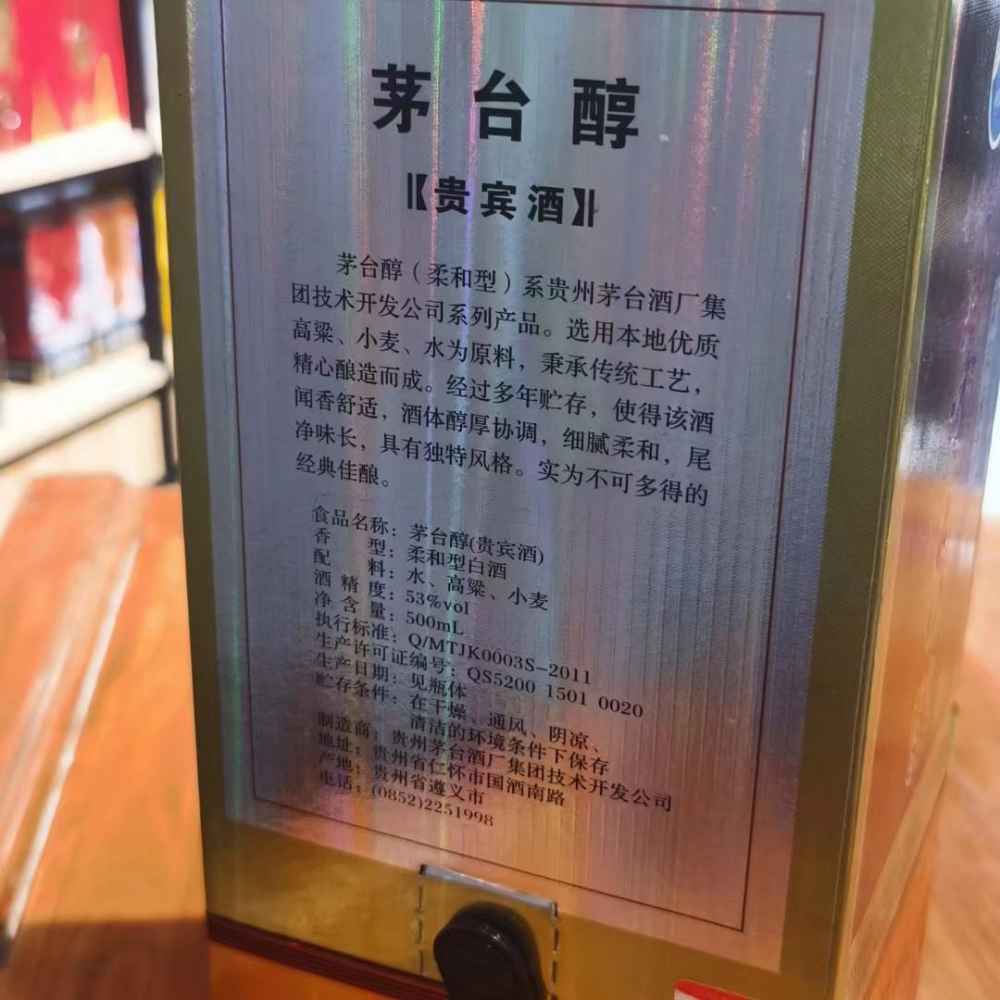 茅台醇
【贵宾酒】
茅台醇（柔和型）系贵州茅台酒厂集
团技术开发公司系列产品。选用本地优质
高粱、小麦、水为原料，秉承传统工艺，
精心酿造而成。经过多年贮存，使得该酒
闻香舒适，酒体醇厚协调，细腻柔和，尾
净味长，具有独特风格。实为不可多得的
经典佳酿。
食品名称：茅台醇(贵宾酒)
香型：柔和型白酒
配料：水、高粱、小麦
酒精度：53%vol
净含量：500mL
执行标准：Q/MTJK0003S-2011
生产许可证编号：QS5200 1501 0020
生产日期：见瓶体
贮存条件：在干燥、通风、阴凉、
清洁的环境条件下保存
制造商：贵州茅台酒厂集团技术开发公司
地址：贵州省仁怀市国酒南路
产地：贵州省遵义市
电话：(0852)2251998